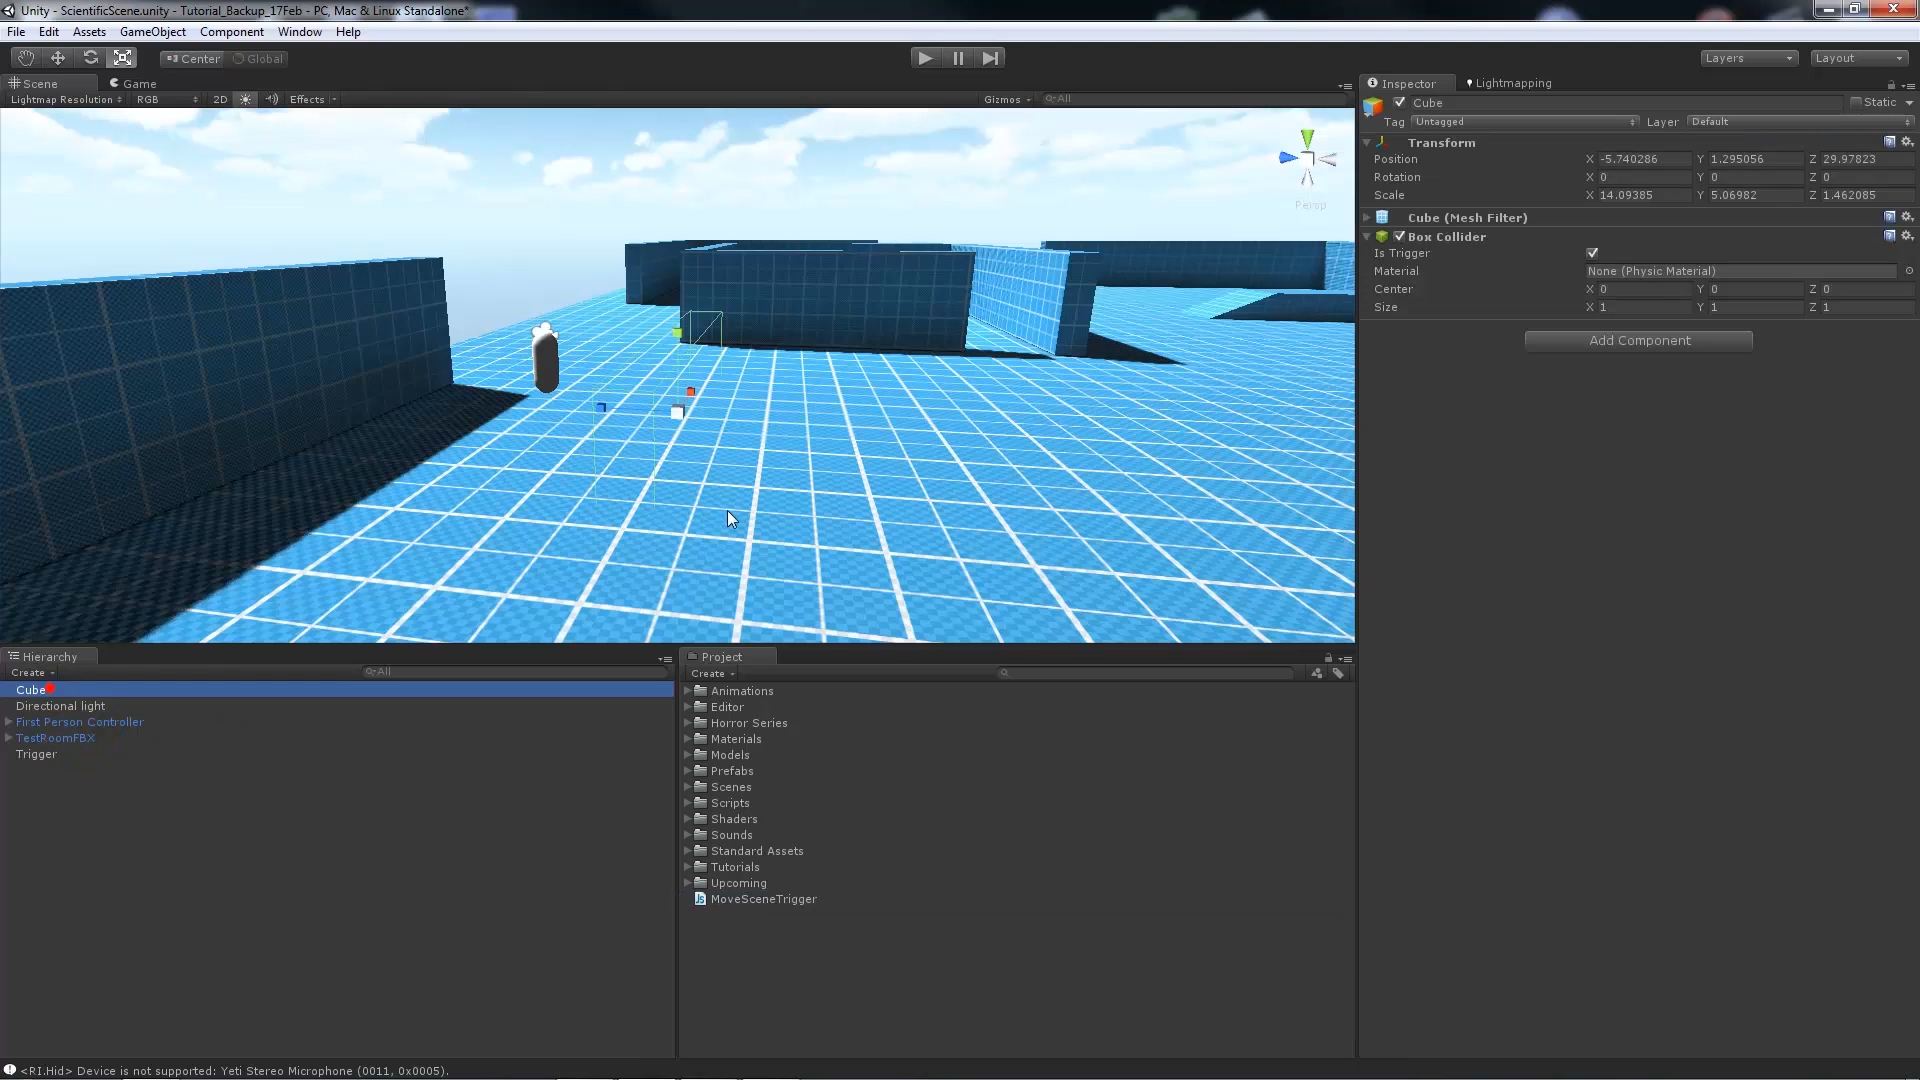 Unity - ScientificScene.unity - Tutorial_Backup_17Feb - PC, Mac & Linux Standalone*
File Edit Assets GameObject Component Window Help
Center Global Layers Layout
Scene Game
Lightmap Resolution RGB 2D Effects Gizmos All
Persp
Inspector Lightmapping
Cube Static
Tag Untagged Layer Default
Transform
Position X -5.740286 Y 1.295056 Z 29.97823
Rotation X 0 Y 0 Z 0
Scale X 14.09385 Y 5.06982 Z 1.462085
Cube (Mesh Filter)
Box Collider
Is Trigger
Material None (Physic Material)
Center X 0 Y 0 Z 0
Size X 1 Y 1 Z 1
Add Component
Hierarchy
Create All
Cube
Directional light
First Person Controller
TestRoomFBX
Trigger
Project
Create
Animations
Editor
Horror Series
Materials
Models
Prefabs
Scenes
Scripts
Shaders
Sounds
Standard Assets
Tutorials
Upcoming
Js MoveSceneTrigger
<RI.Hid> Device is not supported: Yeti Stereo Microphone (0011, 0x0005).